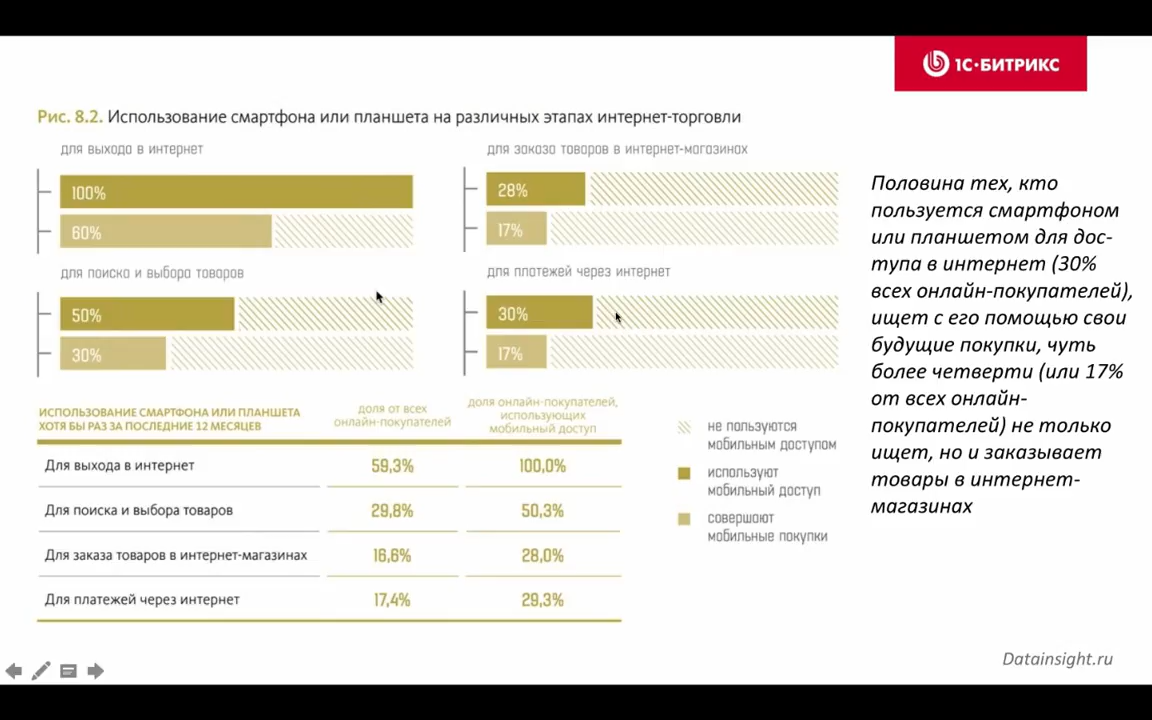 1С·БИТРИКС
Рис. 8.2. Использование смартфона или планшета на различных этапах интернет-торговли
для выхода в интернет
100%
60%
для поиска и выбора товаров
50%
30%
для заказа товаров в интернет-магазинах
28%
17%
для платежей через интернет
30%
17%
Половина тех, кто
пользуется смартфоном
или планшетом для дос-
тупа в интернет (30%
всех онлайн-покупателей),
ищет с его помощью свои
будущие покупки, чуть
более четверти (или 17%
от всех онлайн-
покупателей) не только
ищет, но и заказывает
товары в интернет-
магазинах
ИСПОЛЬЗОВАНИЕ СМАРТФОНА ИЛИ ПЛАНШЕТА
ХОТЯ БЫ РАЗ ЗА ПОСЛЕДНИЕ 12 МЕСЯЦЕВ
доля от всех
онлайн-покупателей
доля онлайн-покупателей,
использующих
мобильный доступ
Для выхода в интернет 59,3% 100,0%
Для поиска и выбора товаров 29,8% 50,3%
Для заказа товаров в интернет-магазинах 16,6% 28,0%
Для платежей через интернет 17,4% 29,3%
не пользуются
мобильным доступом
используют
мобильный доступ
совершают
мобильные покупки
Datainsight.ru